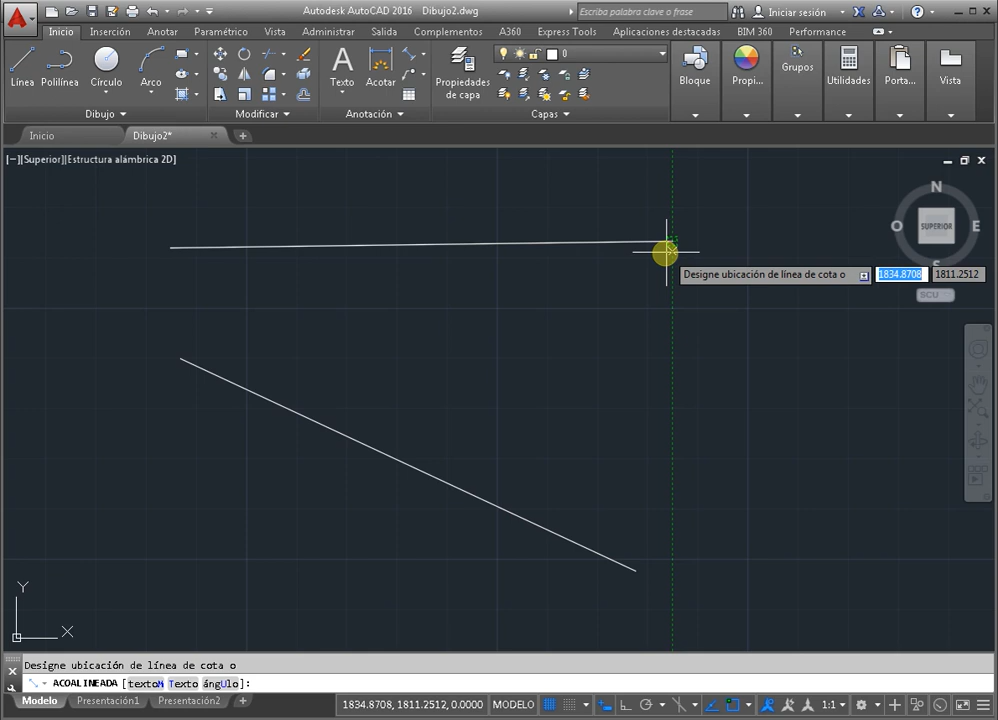 Autodesk AutoCAD 2016 Dibujo2.dwg
Escriba palabra clave o frase
Iniciar sesión
Inicio Inserción Anotar Paramétrico Vista Administrar Salida Complementos A360 Express Tools Aplicaciones destacadas BIM 360 Performance
Línea Polilínea Círculo Arco
Texto Acotar
Propiedades de capa
0
Bloque Propi... Grupos Utilidades Porta... Vista
Dibujo Modificar Anotación Capas
Inicio Dibujo2*
[−][Superior][Estructura alámbrica 2D]
N
O SUPERIOR E
S
Designe ubicación de línea de cota o 1834.8708 1811.2512
SCU
Y
X
Designe ubicación de línea de cota o
ACOALINEADA [textoM Texto ángUlo]:
Modelo Presentación1 Presentación2 + 1834.8708, 1811.2512, 0.0000 MODELO 1:1